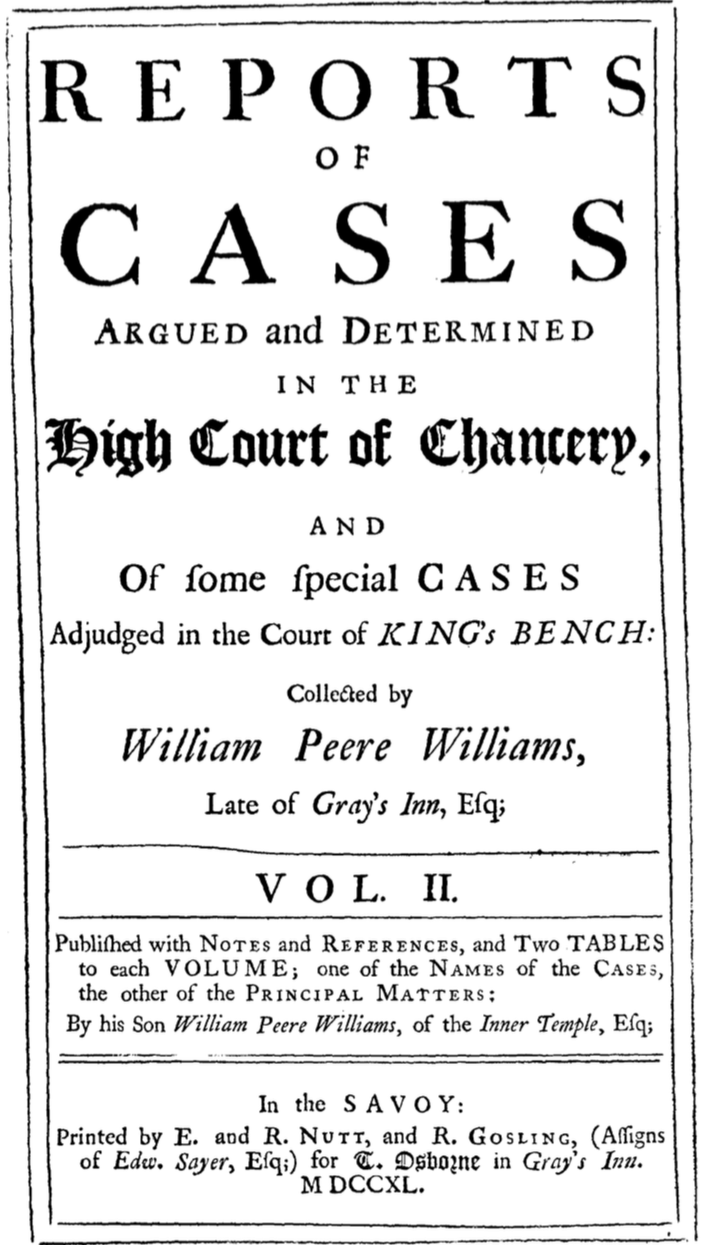 REPORTS
OF
CASES
ARGUED and DETERMINED
IN THE
High Court of Chancery,
AND
Of ſome ſpecial CASES
Adjudged in the Court of KING's BENCH:
Collected by
William Peere Williams,
Late of Gray's Inn, Eſq;
VOL. II.
Publiſhed with NOTES and REFERENCES, and Two TABLES
to each VOLUME; one of the NAMES of the CASES,
the other of the PRINCIPAL MATTERS:
By his Son William Peere Williams, of the Inner Temple, Eſq;
In the SAVOY:
Printed by E. and R. NUTT, and R. GOSLING, (Aſſigns
of Edw. Sayer, Eſq;) for T. Osborne in Gray's Inn.
M DCCXL.